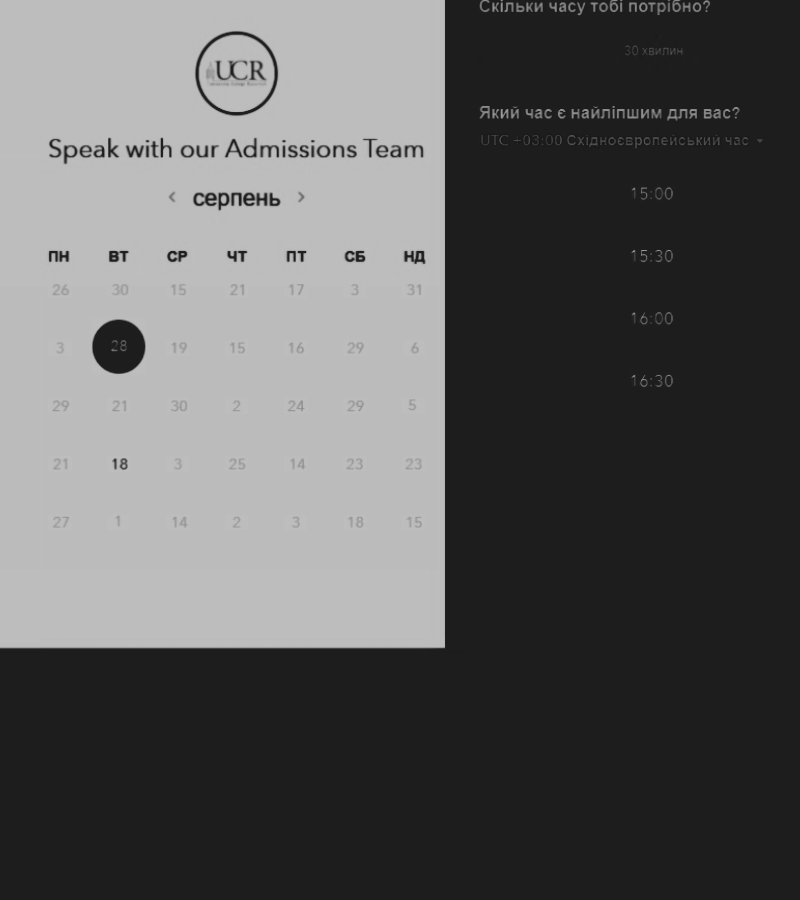 UCR
Speak with our Admissions Team
< серпень >
ПН ВТ СР ЧТ ПТ СБ НД
26 30 15 21 17 3 31
3 28 19 15 16 29 6
29 21 30 2 24 29 5
21 18 3 25 14 23 23
27 1 14 2 3 18 15
Скільки часу тобі потрібно?
30 хвилин
Який час є найліпшим для вас?
UTC +03:00 Східноєвропейський час
15:00
15:30
16:00
16:30